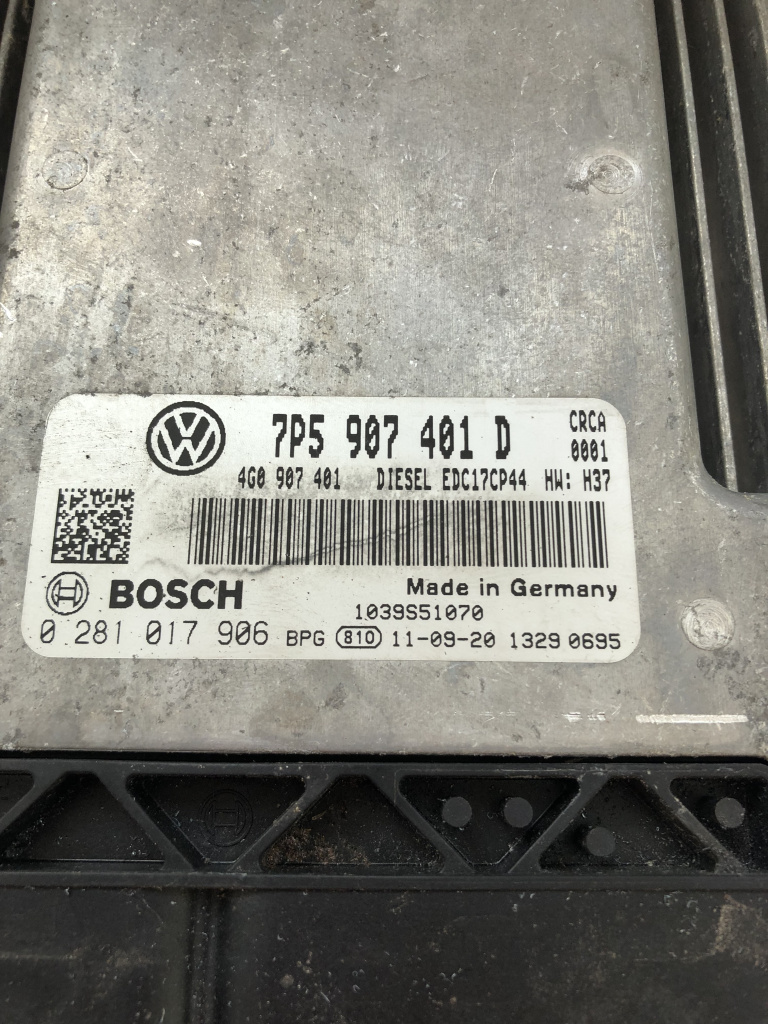 7P5 907 401 D
CRCA
0001
4G0 907 401 DIESEL EDC17CP44 HW: H37
BOSCH
Made in Germany
1039S51070
0 281 017 906 BPG 810 11-09-20 1329 0695